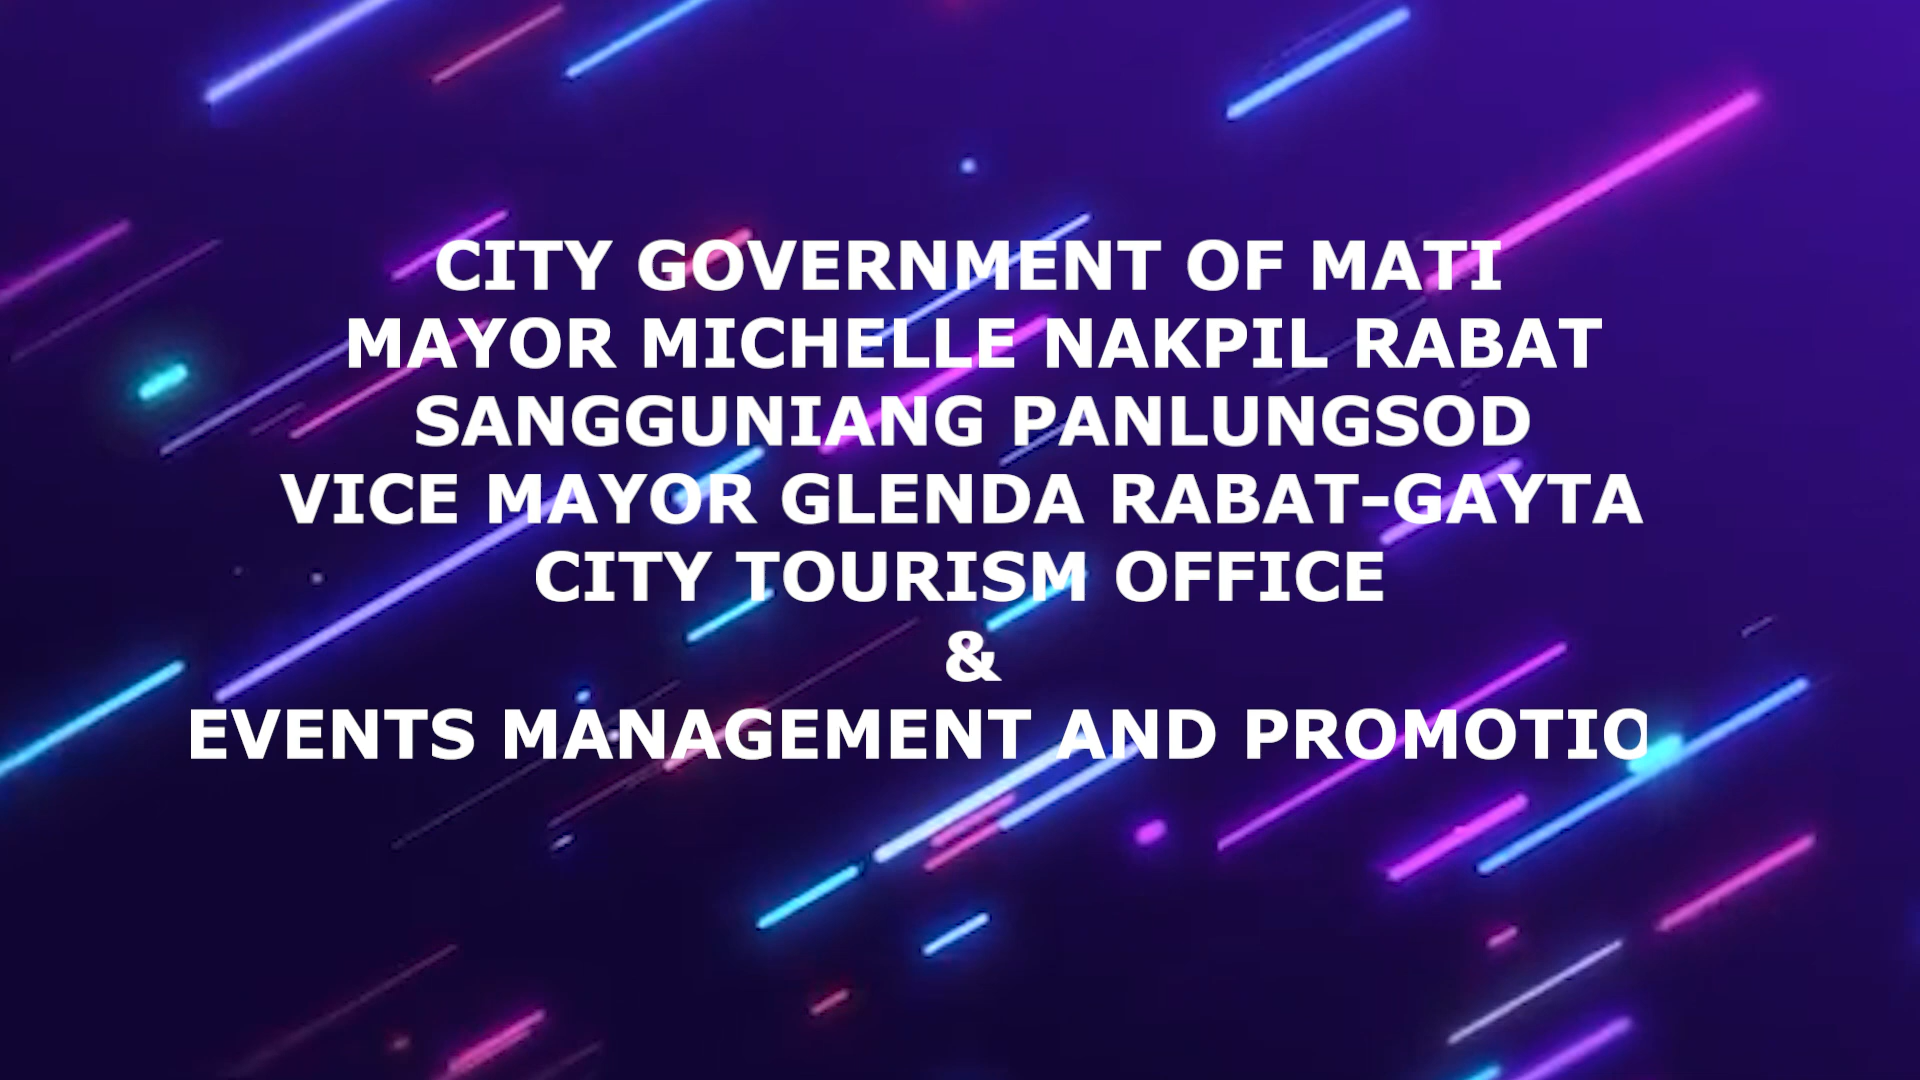 CITY GOVERNMENT OF MATI
MAYOR MICHELLE NAKPIL RABAT
SANGGUNIANG PANLUNGSOD
VICE MAYOR GLENDA RABAT-GAYTA
CITY TOURISM OFFICE
&
EVENTS MANAGEMENT AND PROMOTIO